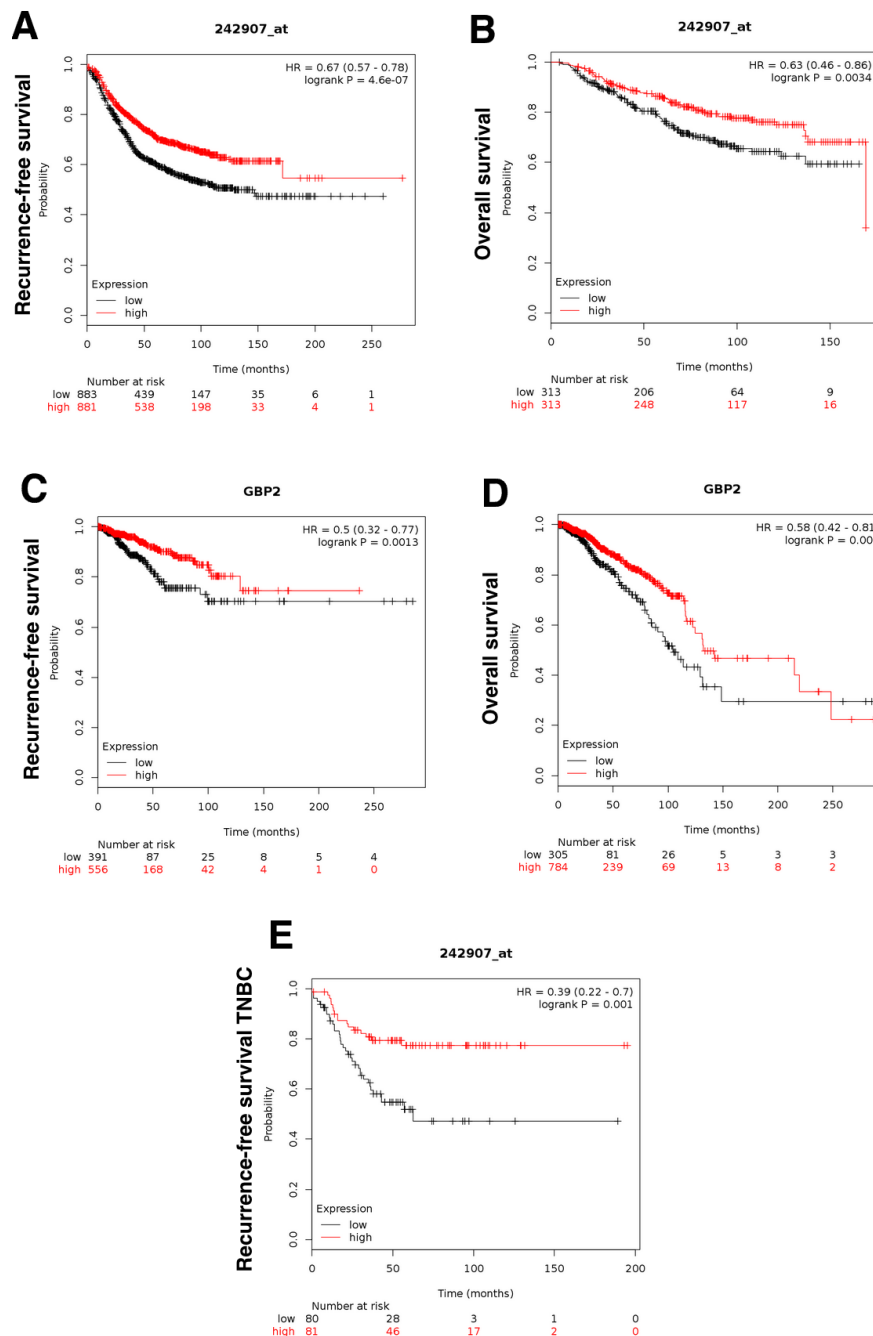 A
242907_at
Recurrence-free survival
Probability
1.0
0.8
0.6
0.4
0.2
0.0
HR = 0.67 (0.57 - 0.78)
logrank P = 4.6e-07
Expression
low
high
0 50 100 150 200 250
Time (months)
Number at risk
low 883 439 147 35 6 1
high 881 538 198 33 4 1
B
242907_at
Overall survival
Probability
1.0
0.8
0.6
0.4
0.2
0.0
HR = 0.63 (0.46 - 0.86)
logrank P = 0.0034
Expression
low
high
0 50 100 150
Time (months)
Number at risk
low 313 206 64 9
high 313 248 117 16
C
GBP2
Recurrence-free survival
Probability
1.0
0.8
0.6
0.4
0.2
0.0
HR = 0.5 (0.32 - 0.77)
logrank P = 0.0013
Expression
low
high
0 50 100 150 200 250
Time (months)
Number at risk
low 391 87 25 8 5 4
high 556 168 42 4 1 0
D
GBP2
Overall survival
Probability
1.0
0.8
0.6
0.4
0.2
0.0
HR = 0.58 (0.42 - 0.81
logrank P = 0.00
Expression
low
high
0 50 100 150 200 250
Time (months)
Number at risk
low 305 81 26 5 3 3
high 784 239 69 13 8 2
E
242907_at
Recurrence-free survival TNBC
Probability
1.0
0.8
0.6
0.4
0.2
0.0
HR = 0.39 (0.22 - 0.7)
logrank P = 0.001
Expression
low
high
0 50 100 150 200
Time (months)
Number at risk
low 80 28 3 1 0
high 81 46 17 2 0